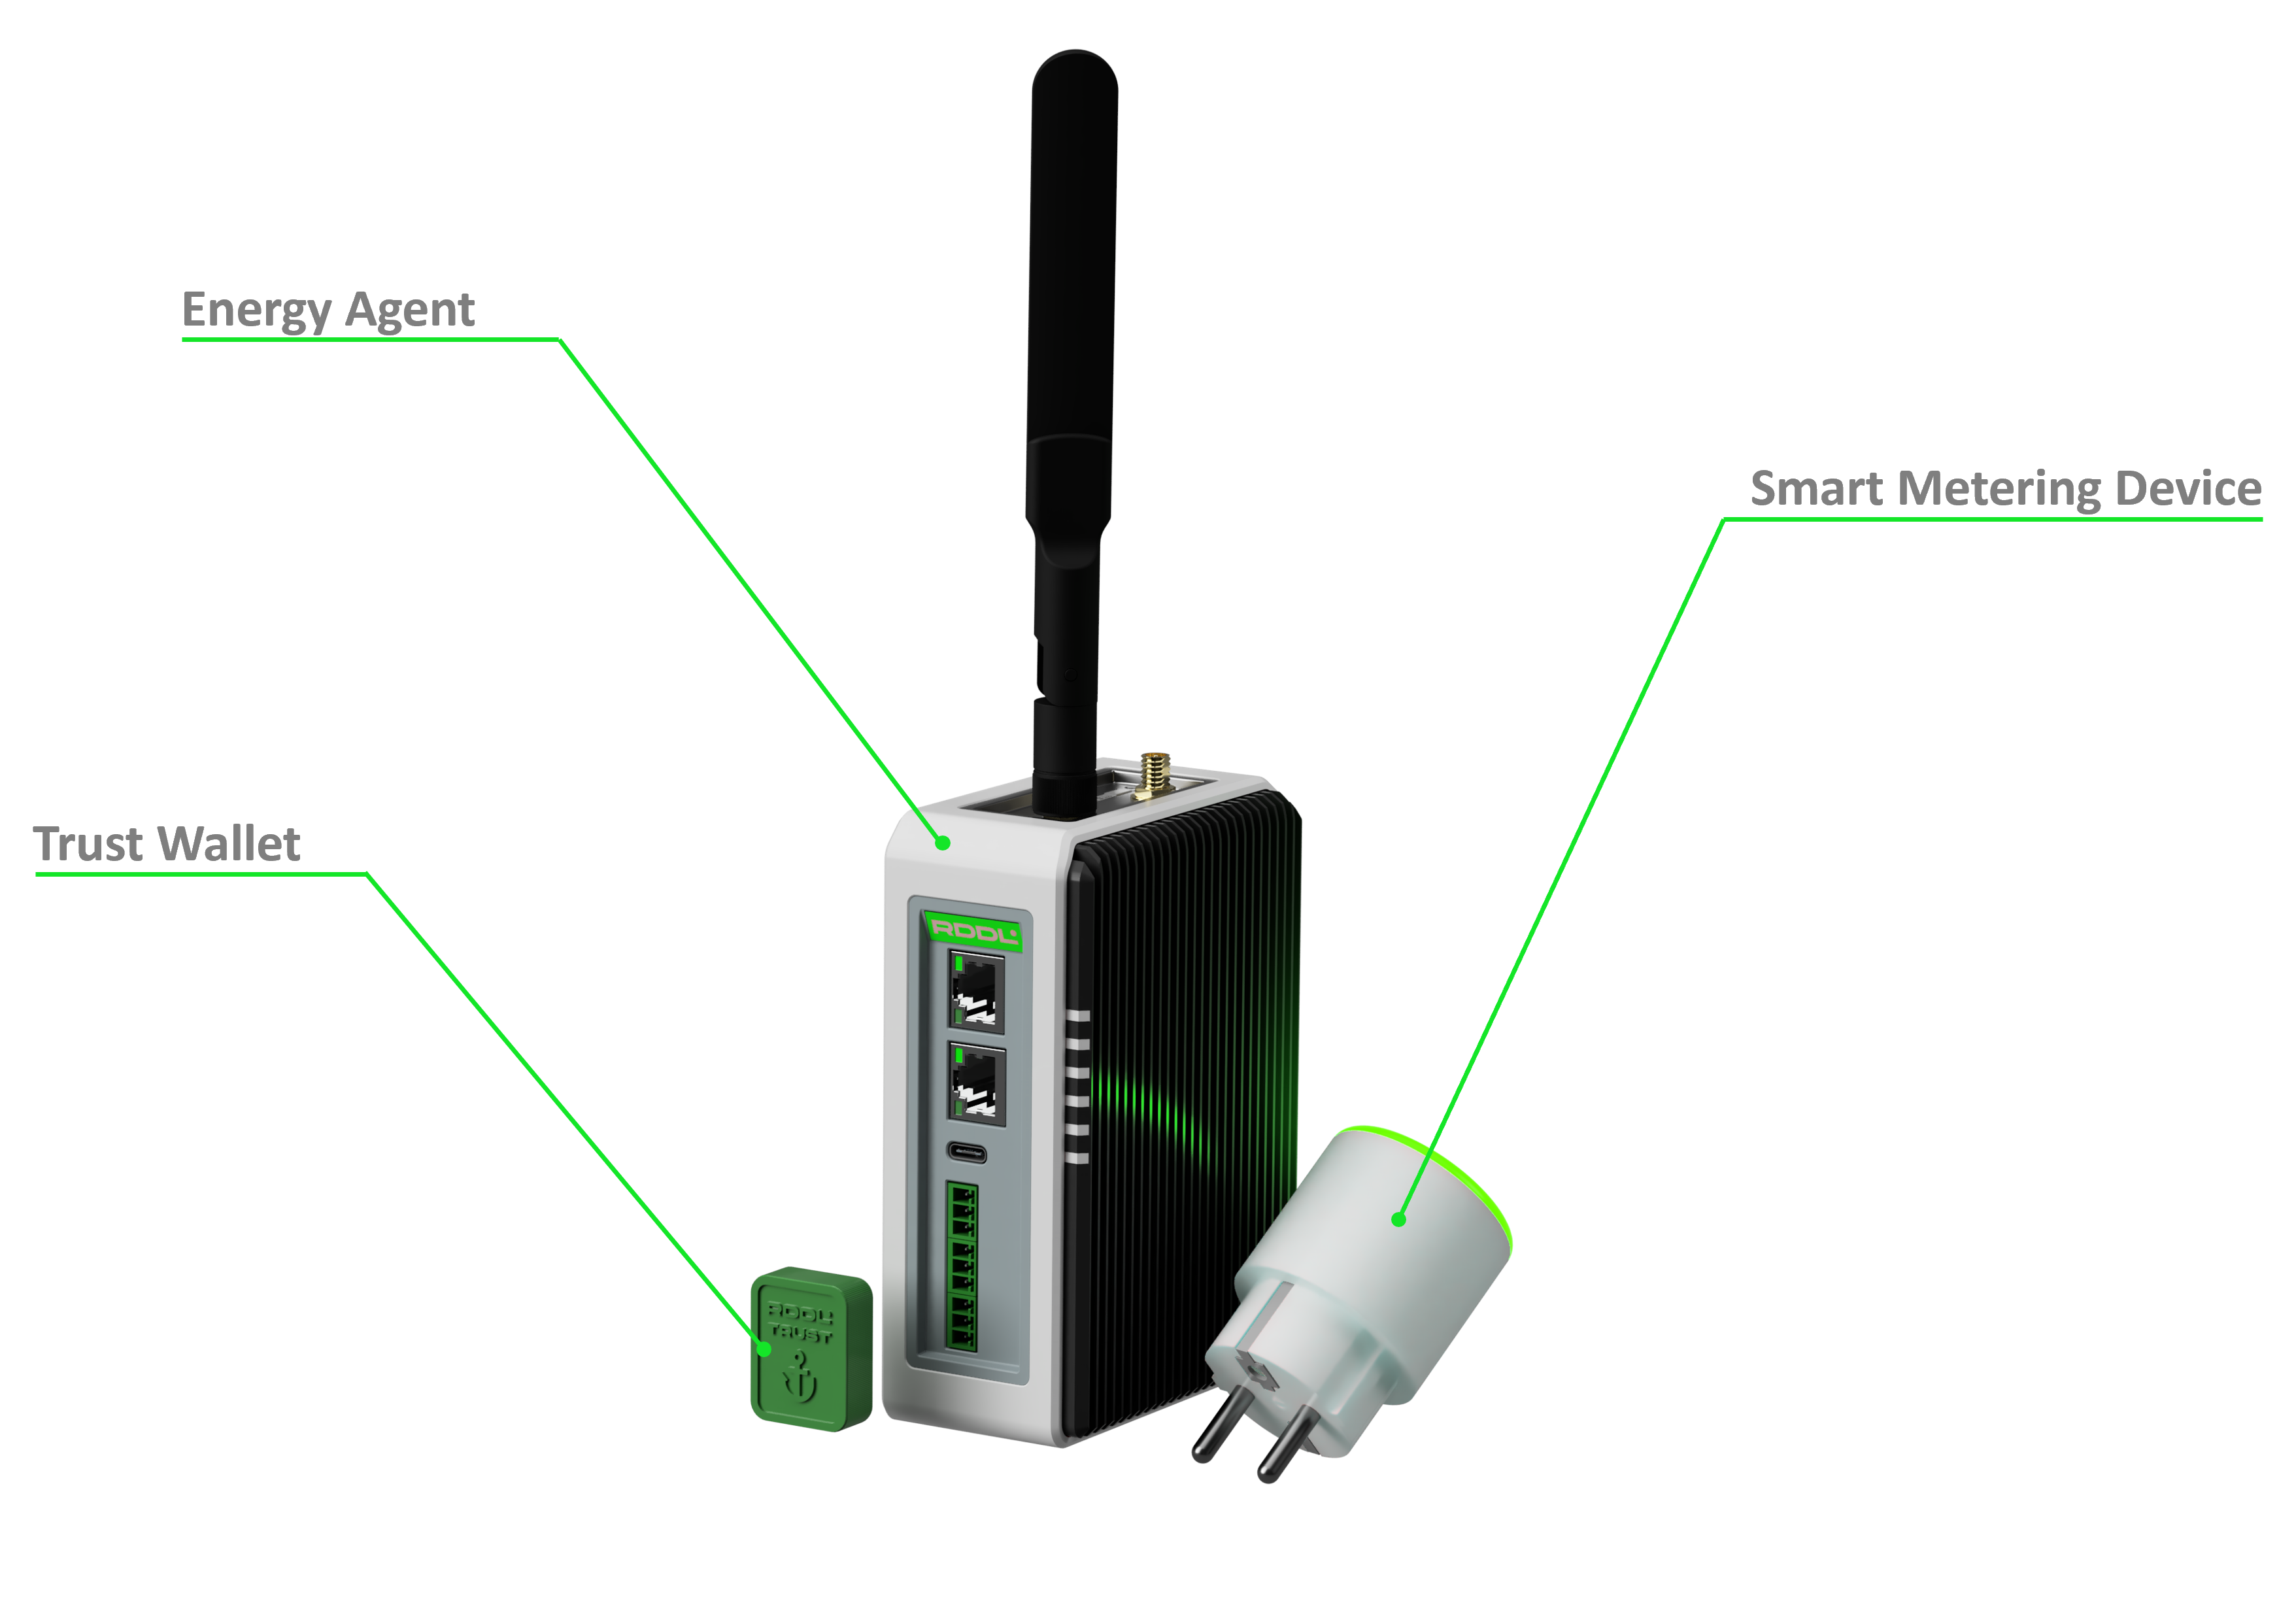 Energy Agent
Smart Metering Device
Trust Wallet
RDDL
RDDL
TRUST